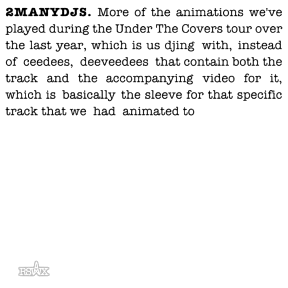 2MANYDJS. More of the animations we've
played during the Under The Covers tour over
the last year, which is us djing with, instead
of ceedees, deeveedees that contain both the
track and the accompanying video for it,
which is basically the sleeve for that specific
track that we had animated to